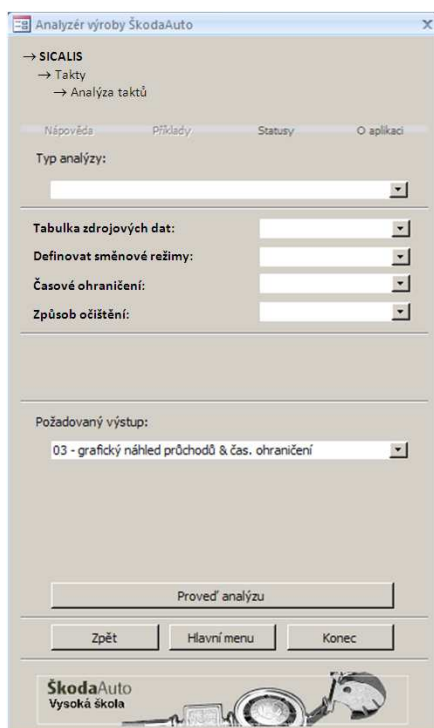 Analyzér výroby ŠkodaAuto
→ SICALIS
→ Takty
→ Analýza taktů
Nápověda Příklady Statusy O aplikaci
Typ analýzy:
Tabulka zdrojových dat:
Definovat směnové režimy:
Časové ohraničení:
Způsob očištění:
Požadovaný výstup:
03 - grafický náhled průchodů & čas. ohraničení
Proveď analýzu
Zpět Hlavní menu Konec
ŠkodaAuto
Vysoká škola